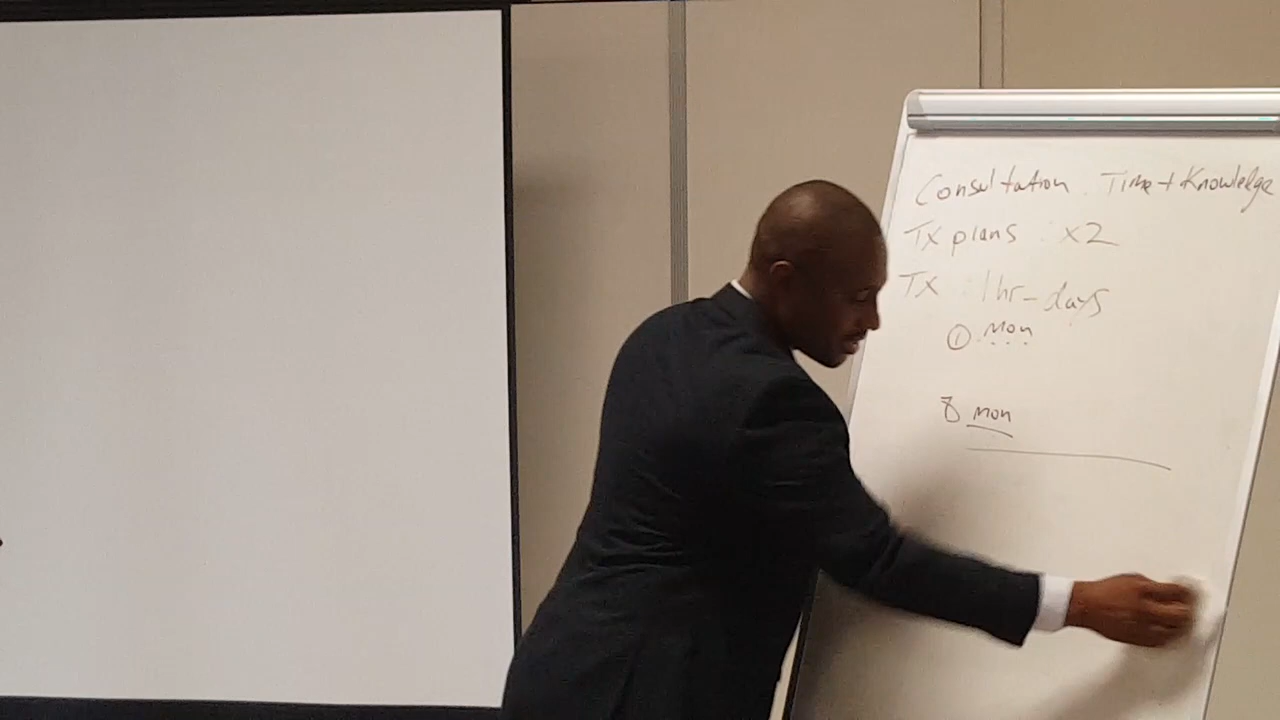 Consultation : Time + Knowledge
Tx plans : x2
Tx : 1hr - days
① Mon
8 Mon